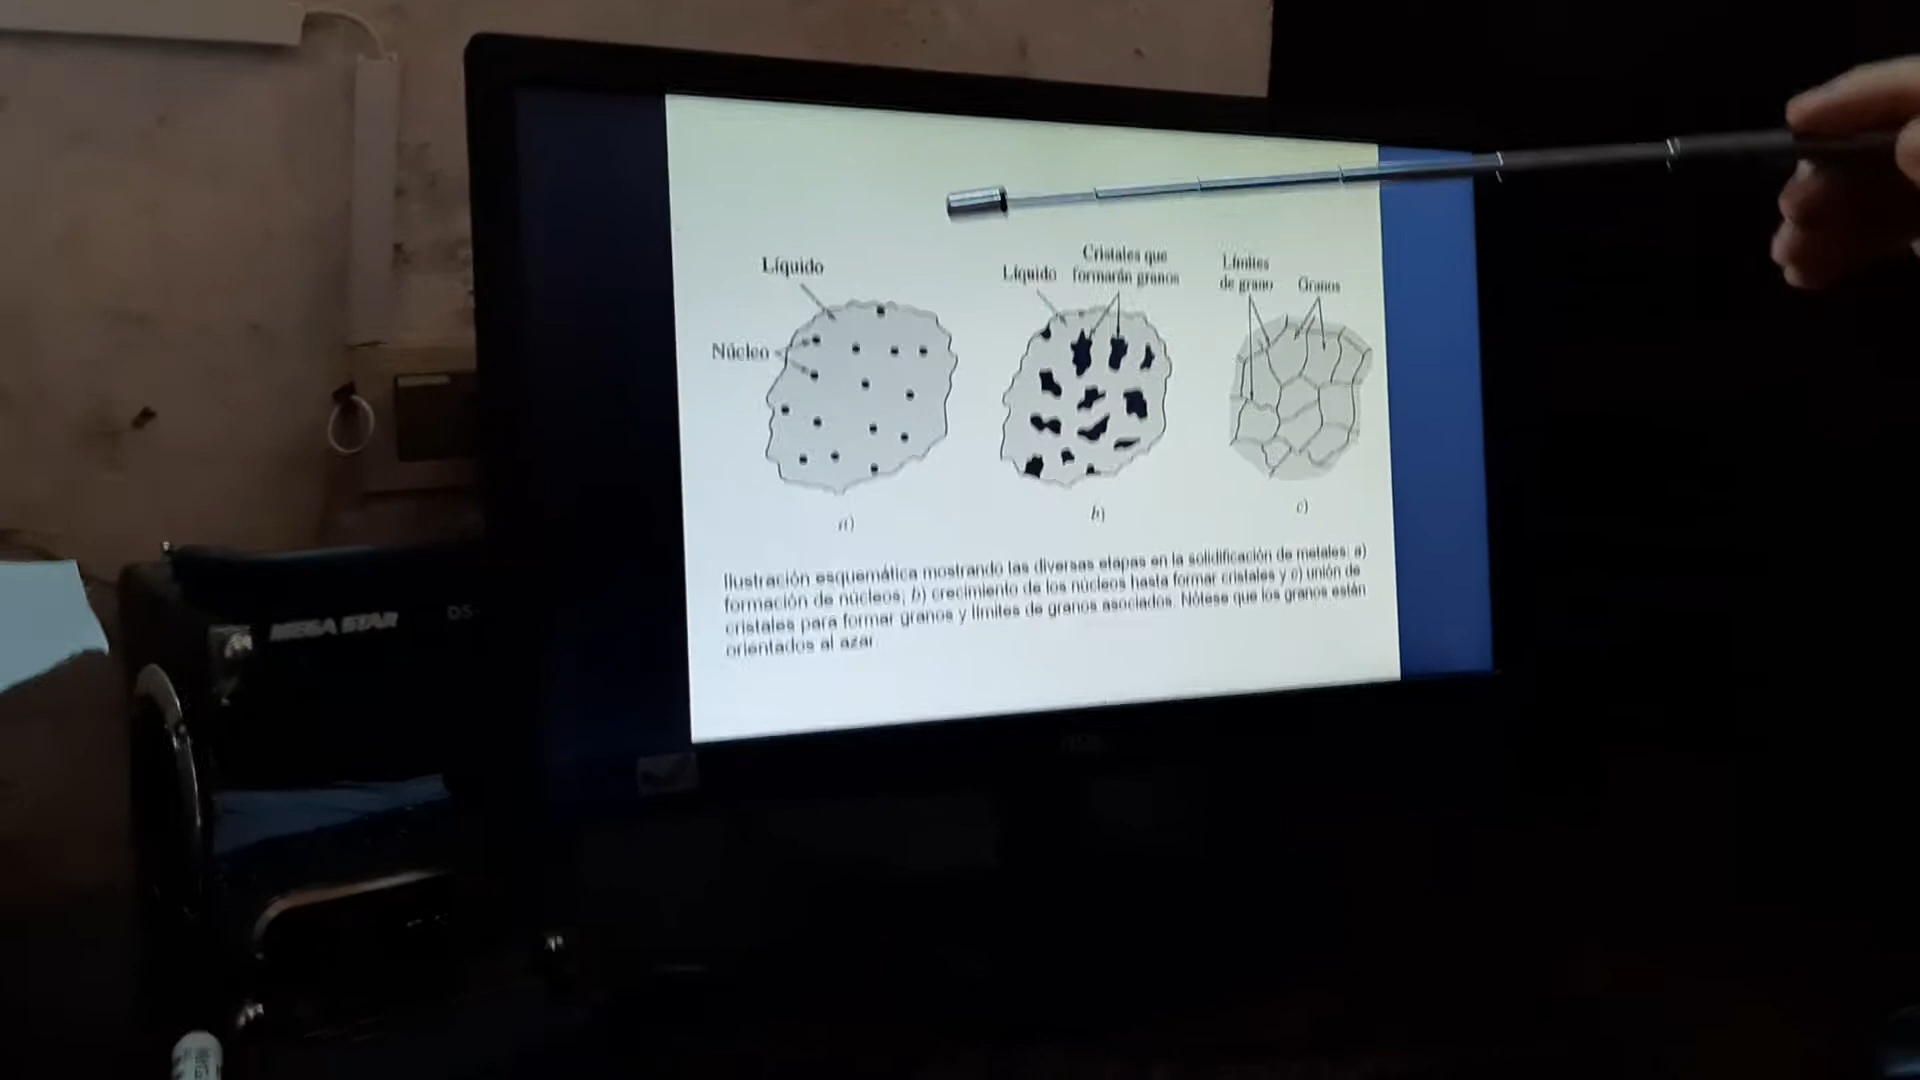 Líquido
Núcleo
a)
Líquido
Cristales que
formarán granos
b)
Límites
de grano
Granos
c)
Ilustración esquemática mostrando las diversas etapas en la solidificación de metales: a)
formación de núcleos; b) crecimiento de los núcleos hasta formar cristales y c) unión de
cristales para formar granos y límites de granos asociados. Nótese que los granos están
orientados al azar.
MEGA STAR
DS-